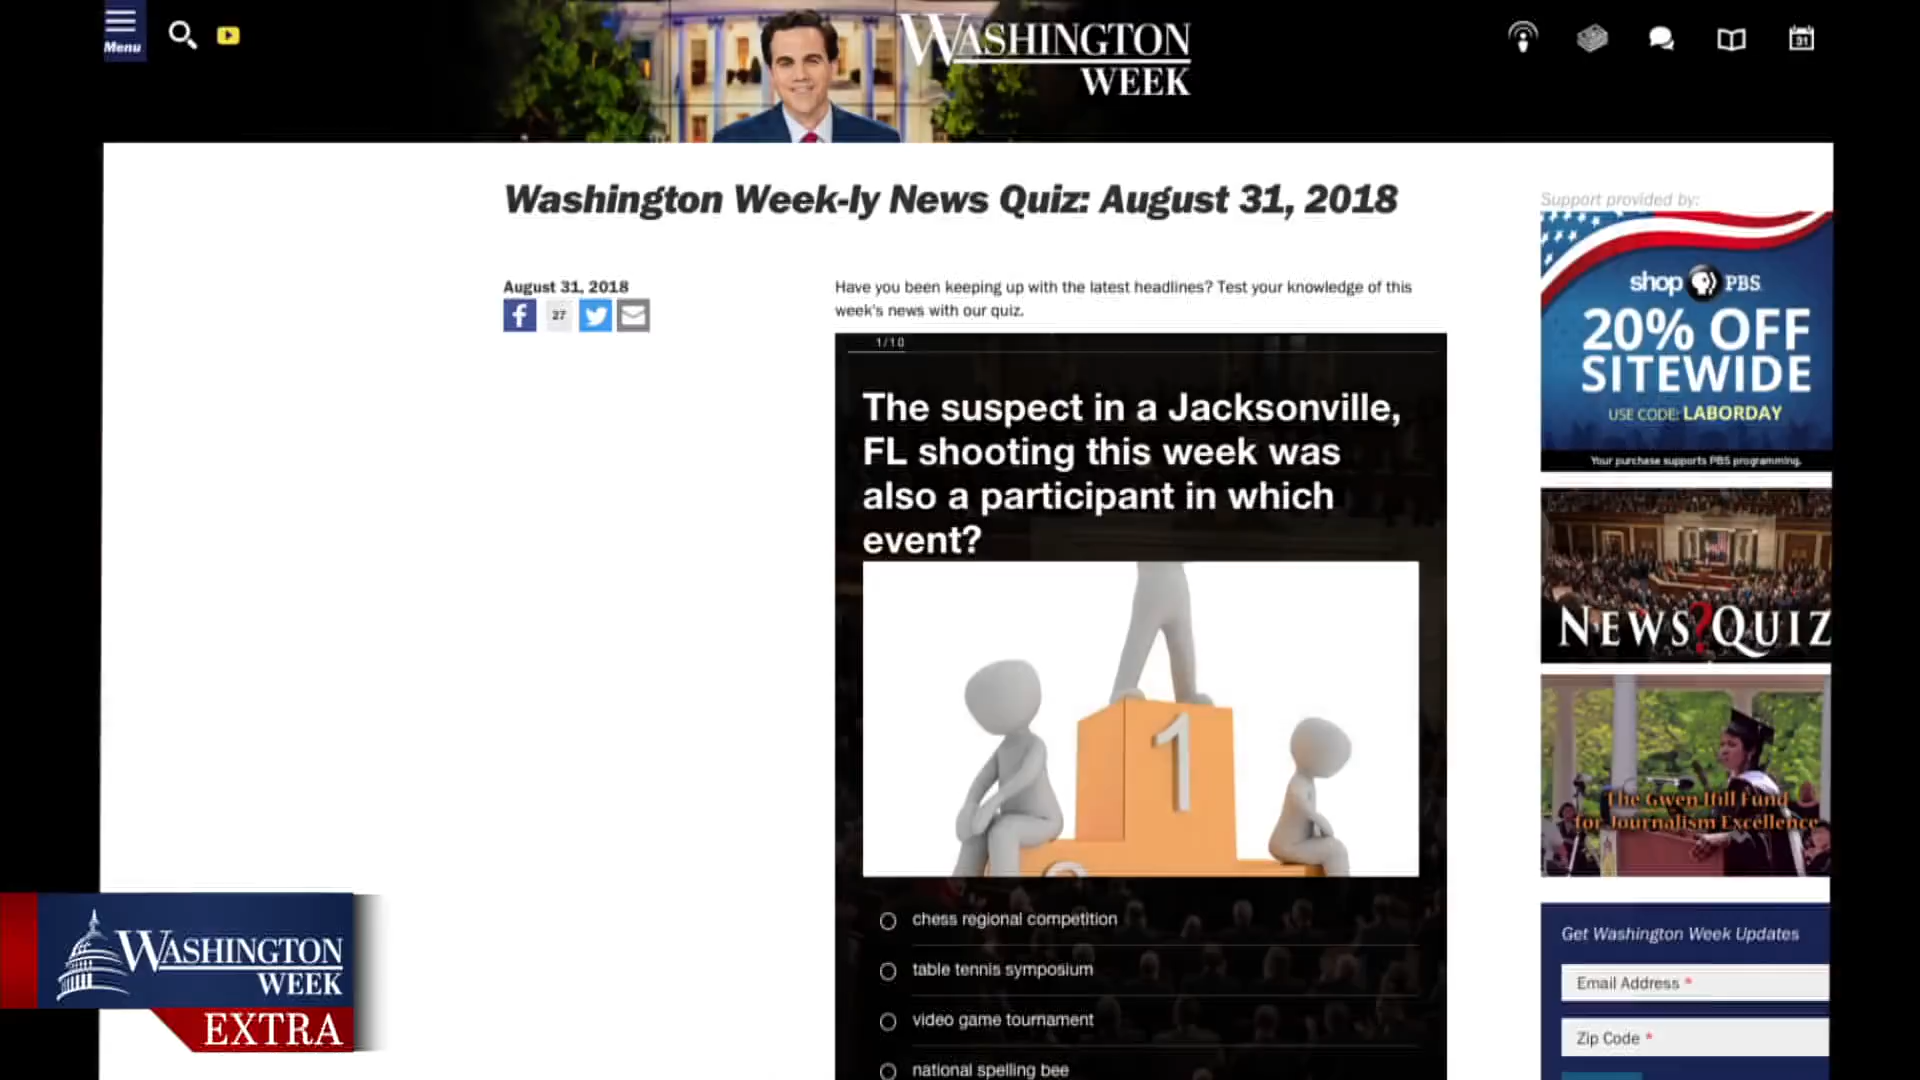 Menu
WASHINGTON
WEEK
31
Washington Week-ly News Quiz: August 31, 2018
Support provided by:
August 31, 2018
f
27
Have you been keeping up with the latest headlines? Test your knowledge of this
week's news with our quiz.
shop PBS
20% OFF
SITEWIDE
USE CODE: LABORDAY
Your purchase supports PBS programming.
1/10
The suspect in a Jacksonville,
FL shooting this week was
also a participant in which
event?
1
NEWS?QUIZ
The Gwen Ifill Fund
for Journalism Excellence
chess regional competition
table tennis symposium
video game tournament
national spelling bee
Get Washington Week Updates
Email Address *
Zip Code *
WASHINGTON
WEEK
EXTRA